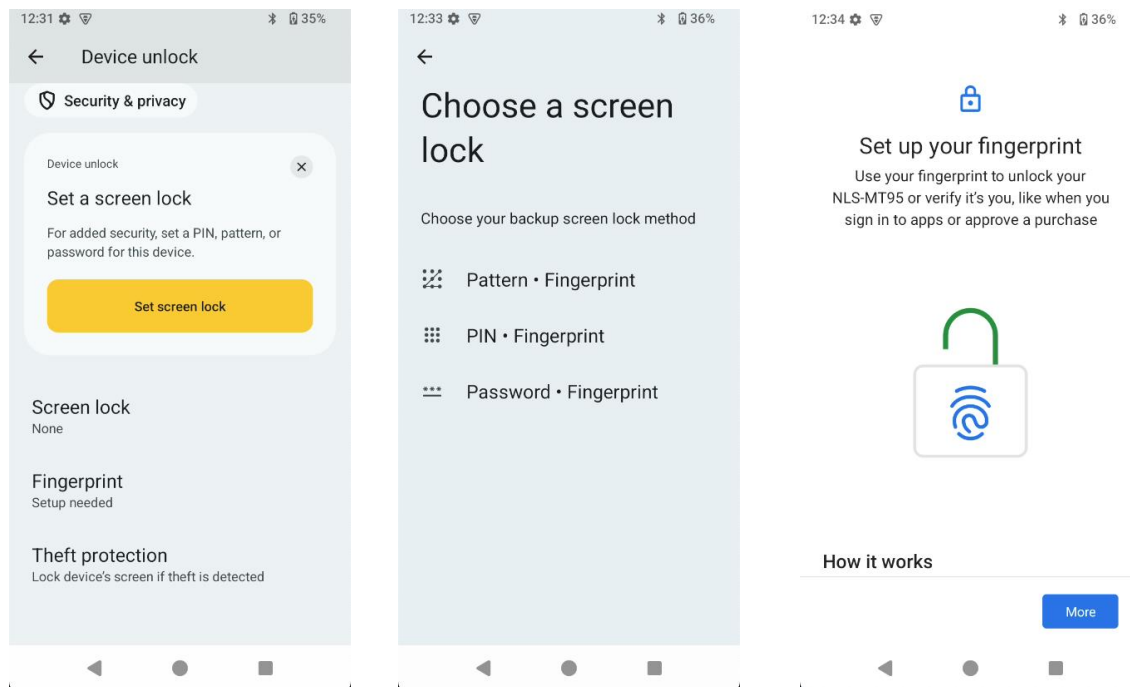 12:31 35%
Device unlock
Security & privacy
Device unlock
Set a screen lock
For added security, set a PIN, pattern, or
password for this device.
Set screen lock
Screen lock
None
Fingerprint
Setup needed
Theft protection
Lock device's screen if theft is detected
12:33 36%
Choose a screen
lock
Choose your backup screen lock method
Pattern • Fingerprint
PIN • Fingerprint
Password • Fingerprint
12:34 36%
Set up your fingerprint
Use your fingerprint to unlock your
NLS-MT95 or verify it's you, like when you
sign in to apps or approve a purchase
How it works
More